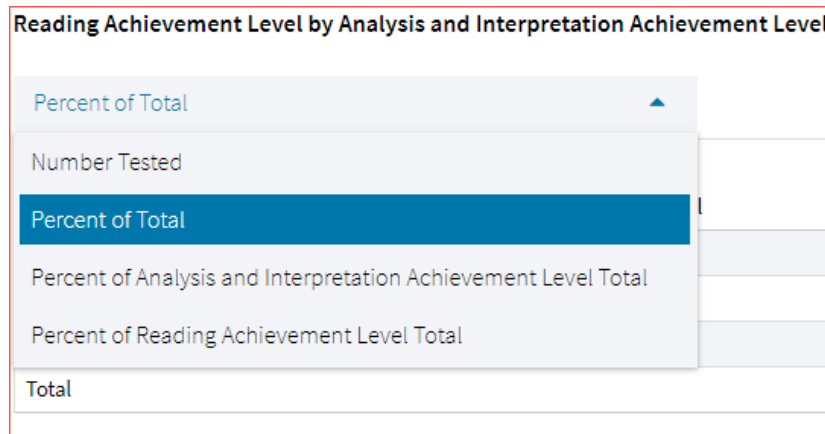 Reading Achievement Level by Analysis and Interpretation Achievement Level
Percent of Total
Number Tested
Percent of Total
Percent of Analysis and Interpretation Achievement Level Total
Percent of Reading Achievement Level Total
Total